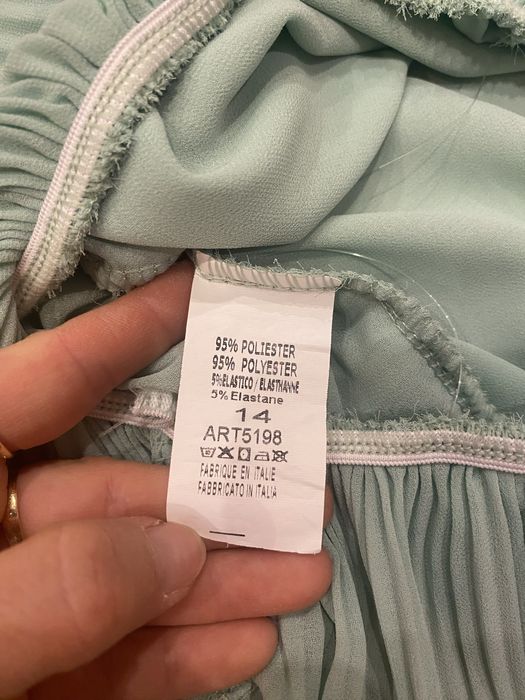 95% POLIESTER
95% POLYESTER
5%ELASTICO / ELASTHANNE
5% Elastane
14
ART5198
FABRIQUE EN ITALIE
FABBRICATO IN ITALIA